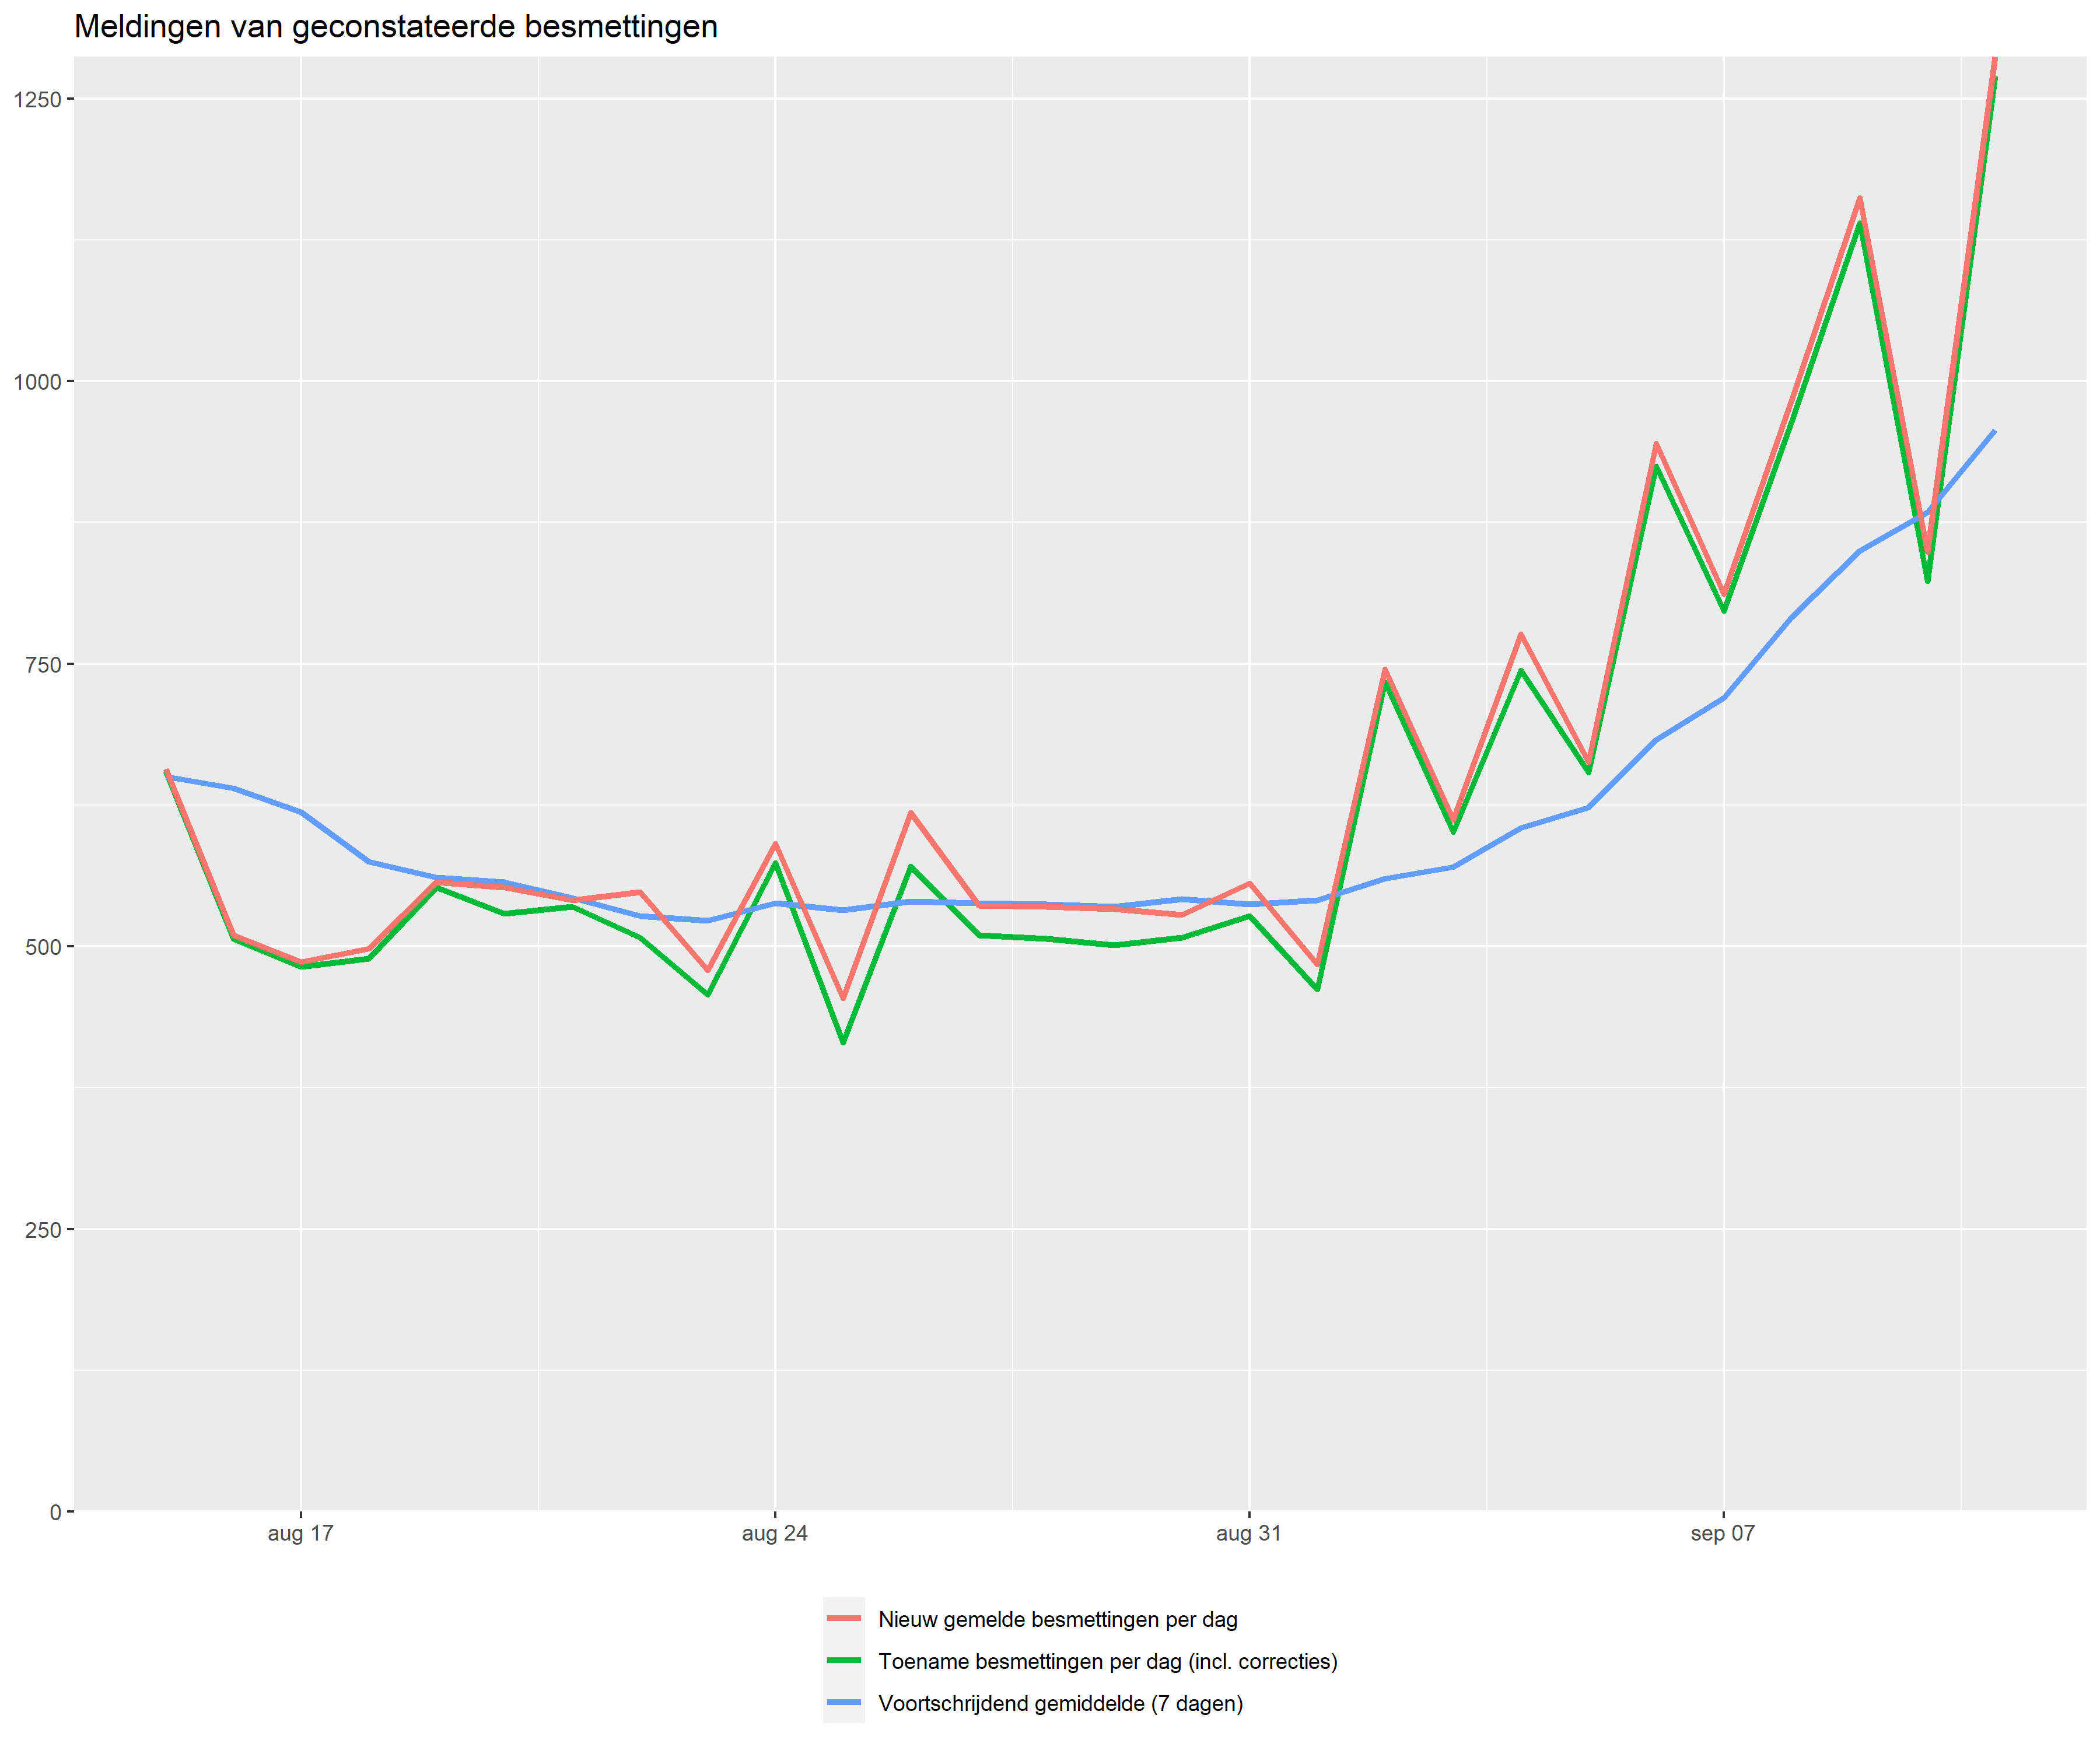 Meldingen van geconstateerde besmettingen
1250
1000
750
500
250
0
aug 17 aug 24 aug 31 sep 07
Nieuw gemelde besmettingen per dag
Toename besmettingen per dag (incl. correcties)
Voortschrijdend gemiddelde (7 dagen)